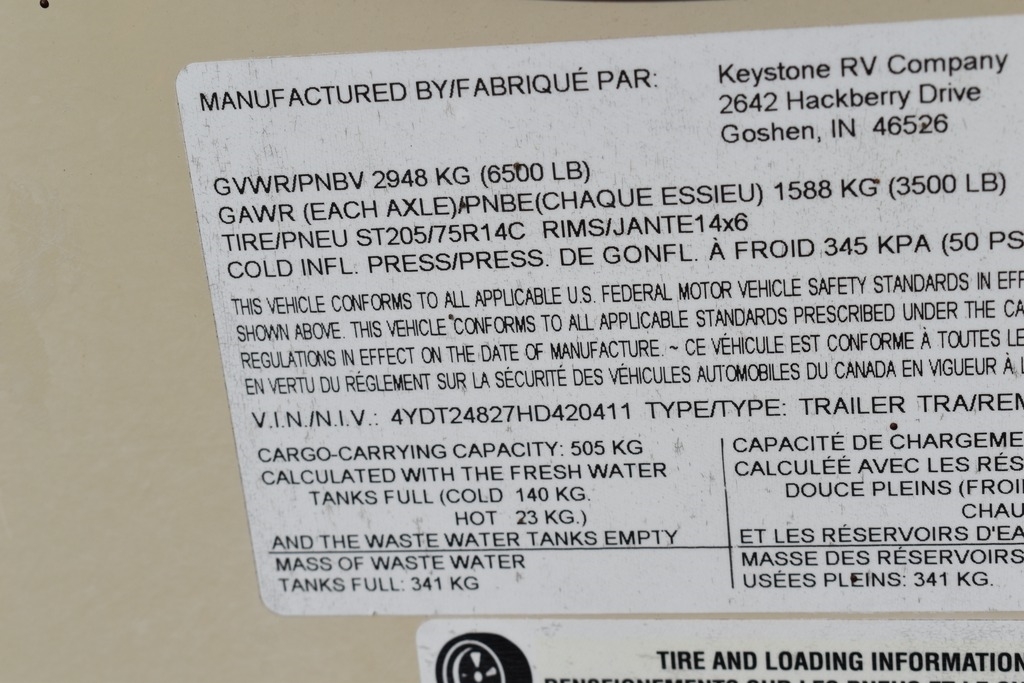 MANUFACTURED BY/FABRIQUÉ PAR: Keystone RV Company
2642 Hackberry Drive
Goshen, IN 46526
GVWR/PNBV 2948 KG (6500 LB)
GAWR (EACH AXLE)/PNBE(CHAQUE ESSIEU) 1588 KG (3500 LB)
TIRE/PNEU ST205/75R14C RIMS/JANTE14x6
COLD INFL. PRESS/PRESS. DE GONFL. À FROID 345 KPA (50 PS
THIS VEHICLE CONFORMS TO ALL APPLICABLE U.S. FEDERAL MOTOR VEHICLE SAFETY STANDARDS IN EFF
SHOWN ABOVE. THIS VEHICLE CONFORMS TO ALL APPLICABLE STANDARDS PRESCRIBED UNDER THE CA
REGULATIONS IN EFFECT ON THE DATE OF MANUFACTURE. ~ CE VÉHICULE EST CONFORME À TOUTES LE
EN VERTU DU RÉGLEMENT SUR LA SÉCURITÉ DES VÉHICULES AUTOMOBILES DU CANADA EN VIGUEUR À L
V.I.N./N.I.V.: 4YDT24827HD420411 TYPE/TYPE: TRAILER TRA/REM
CARGO-CARRYING CAPACITY: 505 KG
CALCULATED WITH THE FRESH WATER
TANKS FULL (COLD 140 KG.
HOT 23 KG.)
AND THE WASTE WATER TANKS EMPTY
MASS OF WASTE WATER
TANKS FULL: 341 KG
CAPACITÉ DE CHARGEME
CALCULÉE AVEC LES RÉS
DOUCE PLEINS (FROI
CHAU
ET LES RÉSERVOIRS D'EA
MASSE DES RÉSERVOIRS
USÉES PLEINS: 341 KG.
TIRE AND LOADING INFORMATION